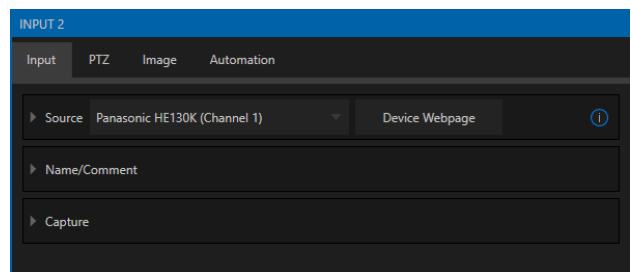 INPUT 2
Input PTZ Image Automation
Source Panasonic HE130K (Channel 1) Device Webpage
Name/Comment
Capture